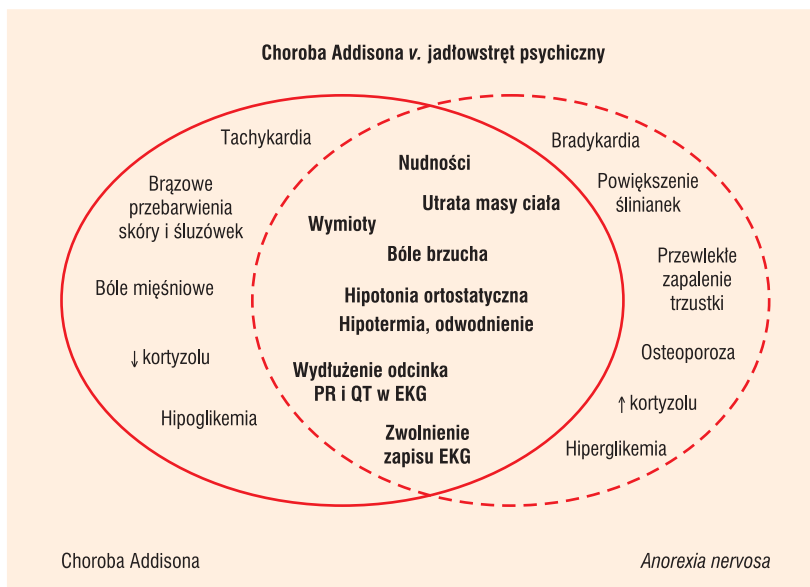 Choroba Addisona v. jadłowstręt psychiczny
Tachykardia
Brązowe
przebarwienia
skóry i śluzówek
Bóle mięśniowe
↓ kortyzolu
Hipoglikemia
Nudności
Utrata masy ciała
Wymioty
Bóle brzucha
Hipotonia ortostatyczna
Hipotermia, odwodnienie
Wydłużenie odcinka
PR i QT w EKG
Zwolnienie
zapisu EKG
Bradykardia
Powiększenie
ślinianek
Przewlekłe
zapalenie
trzustki
Osteoporoza
↑ kortyzolu
Hiperglikemia
Choroba Addisona
Anorexia nervosa